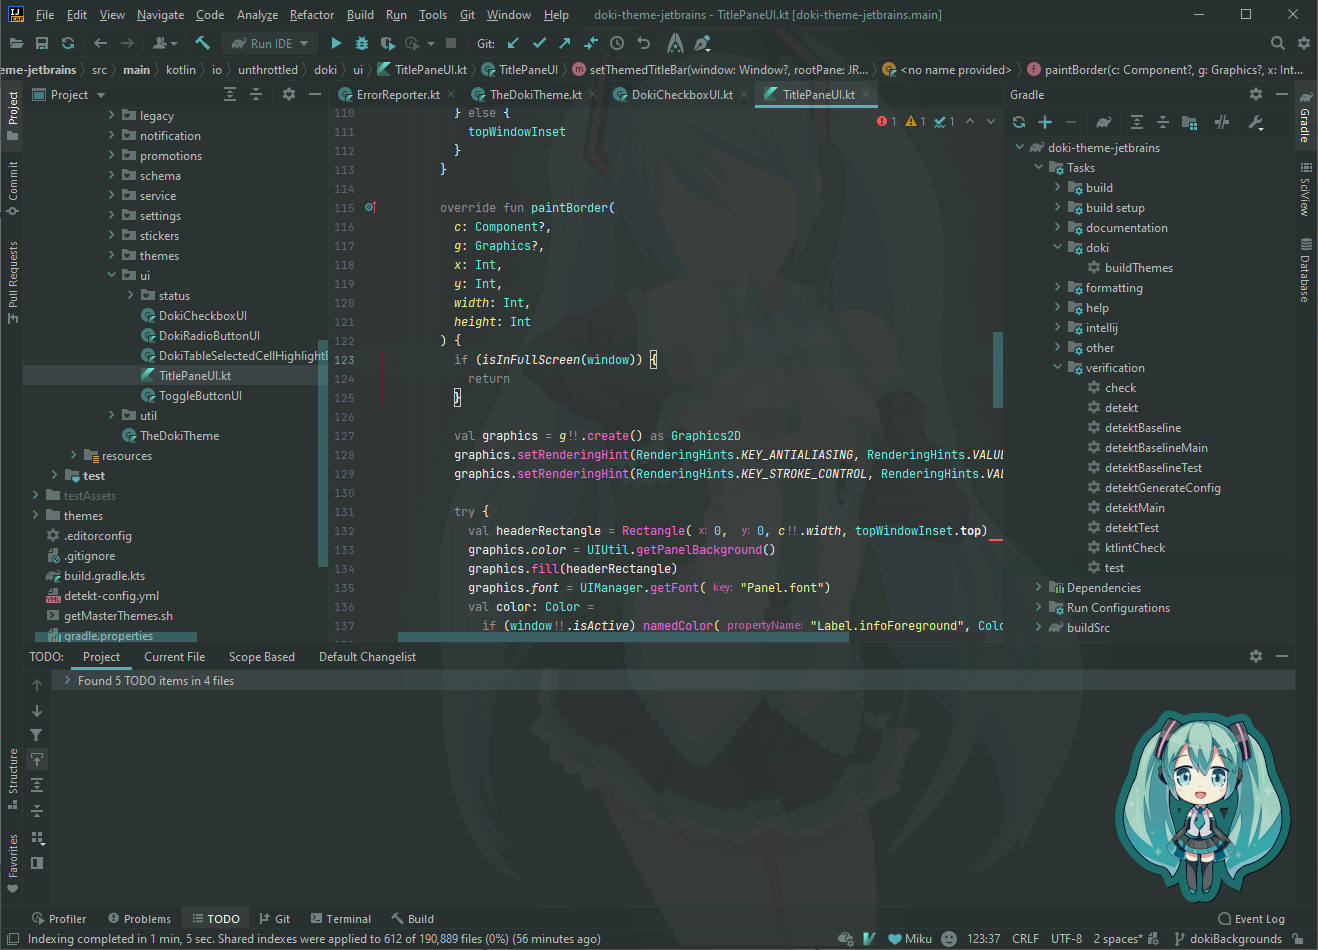 File Edit View Navigate Code Analyze Refactor Build Run Tools Git Window Help doki-theme-jetbrains - TitlePaneUI.kt [doki-theme-jetbrains.main]
Run IDE Git:
eme-jetbrains src main kotlin io unthrottled doki ui TitlePaneUI.kt TitlePaneUI setThemedTitleBar(window: Window?, rootPane: JR... <no name provided> paintBorder(c: Component?, g: Graphics?, x: Int...
Project
ErrorReporter.kt TheDokiTheme.kt DokiCheckboxUI.kt TitlePaneUI.kt
Gradle
Project
Commit
Pull Requests
Structure
Favorites
legacy
notification
promotions
schema
service
settings
stickers
themes
ui
status
DokiCheckboxUI
DokiRadioButtonUI
DokiTableSelectedCellHighlightB
TitlePaneUI.kt
ToggleButtonUI
util
TheDokiTheme
resources
test
testAssets
themes
.editorconfig
.gitignore
build.gradle.kts
detekt-config.yml
getMasterThemes.sh
gradle.properties
1 1 1
110 } else {
111 topWindowInset
112 }
113 }
114
115 override fun paintBorder(
116 c: Component?,
117 g: Graphics?,
118 x: Int,
119 y: Int,
120 width: Int,
121 height: Int
122 ) {
123 if (isInFullScreen(window)) {
124 return
125 }
126
127 val graphics = g!!.create() as Graphics2D
128 graphics.setRenderingHint(RenderingHints.KEY_ANTIALIASING, RenderingHints.VALUE
129 graphics.setRenderingHint(RenderingHints.KEY_STROKE_CONTROL, RenderingHints.VAL
130
131 try {
132 val headerRectangle = Rectangle( x: 0, y: 0, c!!.width, topWindowInset.top)
133 graphics.color = UIUtil.getPanelBackground()
134 graphics.fill(headerRectangle)
135 graphics.font = UIManager.getFont( key: "Panel.font")
136 val color: Color =
137 if (window!!.isActive) namedColor( propertyName: "Label.infoForeground", Colo
doki-theme-jetbrains
Tasks
build
build setup
documentation
doki
buildThemes
formatting
help
intellij
other
verification
check
detekt
detektBaseline
detektBaselineMain
detektBaselineTest
detektGenerateConfig
detektMain
detektTest
ktlintCheck
test
Dependencies
Run Configurations
buildSrc
Gradle
SciView
Database
TODO: Project Current File Scope Based Default Changelist
Found 5 TODO items in 4 files
Profiler Problems TODO Git Terminal Build Event Log
Indexing completed in 1 min, 5 sec. Shared indexes were applied to 612 of 190,889 files (0%) (56 minutes ago) Miku 123:37 CRLF UTF-8 2 spaces* dokiBackgrounds